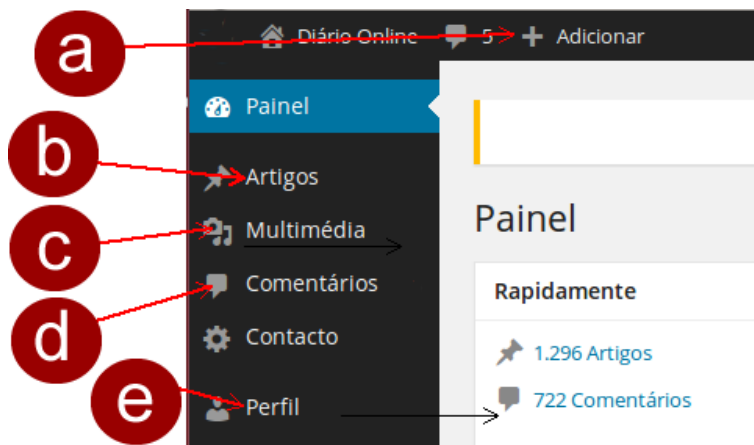 a
Diário Online 5 Adicionar
Painel
b
Artigos
c
Multimédia
Painel
d
Comentários
Rapidamente
Contacto
1.296 Artigos
e
Perfil
722 Comentários